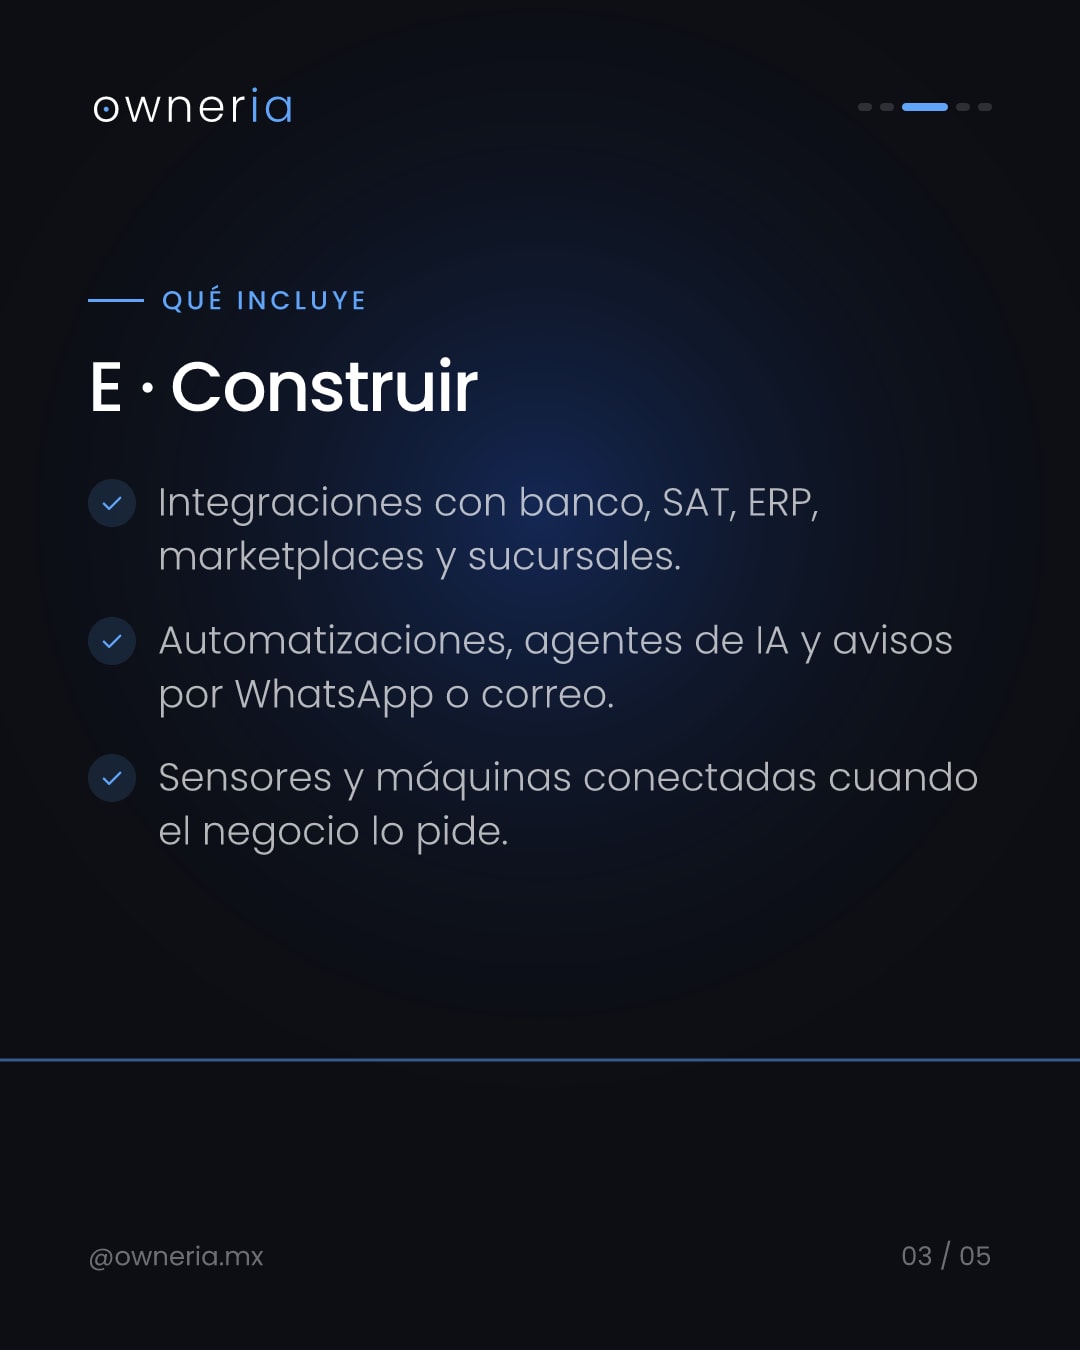 owneria
QUÉ INCLUYE
E · Construir
Integraciones con banco, SAT, ERP,
marketplaces y sucursales.
Automatizaciones, agentes de IA y avisos
por WhatsApp o correo.
Sensores y máquinas conectadas cuando
el negocio lo pide.
@owneria.mx
03 / 05